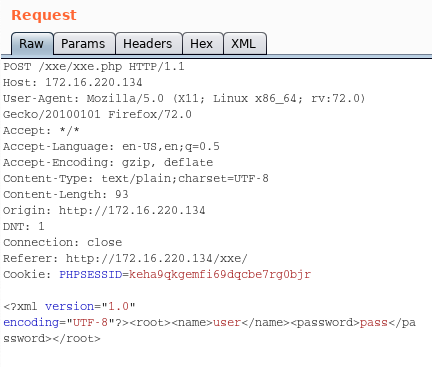 Request
Raw Params Headers Hex XML
POST /xxe/xxe.php HTTP/1.1
Host: 172.16.220.134
User-Agent: Mozilla/5.0 (X11; Linux x86_64; rv:72.0)
Gecko/20100101 Firefox/72.0
Accept: */*
Accept-Language: en-US,en;q=0.5
Accept-Encoding: gzip, deflate
Content-Type: text/plain;charset=UTF-8
Content-Length: 93
Origin: http://172.16.220.134
DNT: 1
Connection: close
Referer: http://172.16.220.134/xxe/
Cookie: PHPSESSID=keha9qkgemfi69dqcbe7rg0bjr
<?xml version="1.0"
encoding="UTF-8"?><root><name>user</name><password>pass</pa
ssword></root>